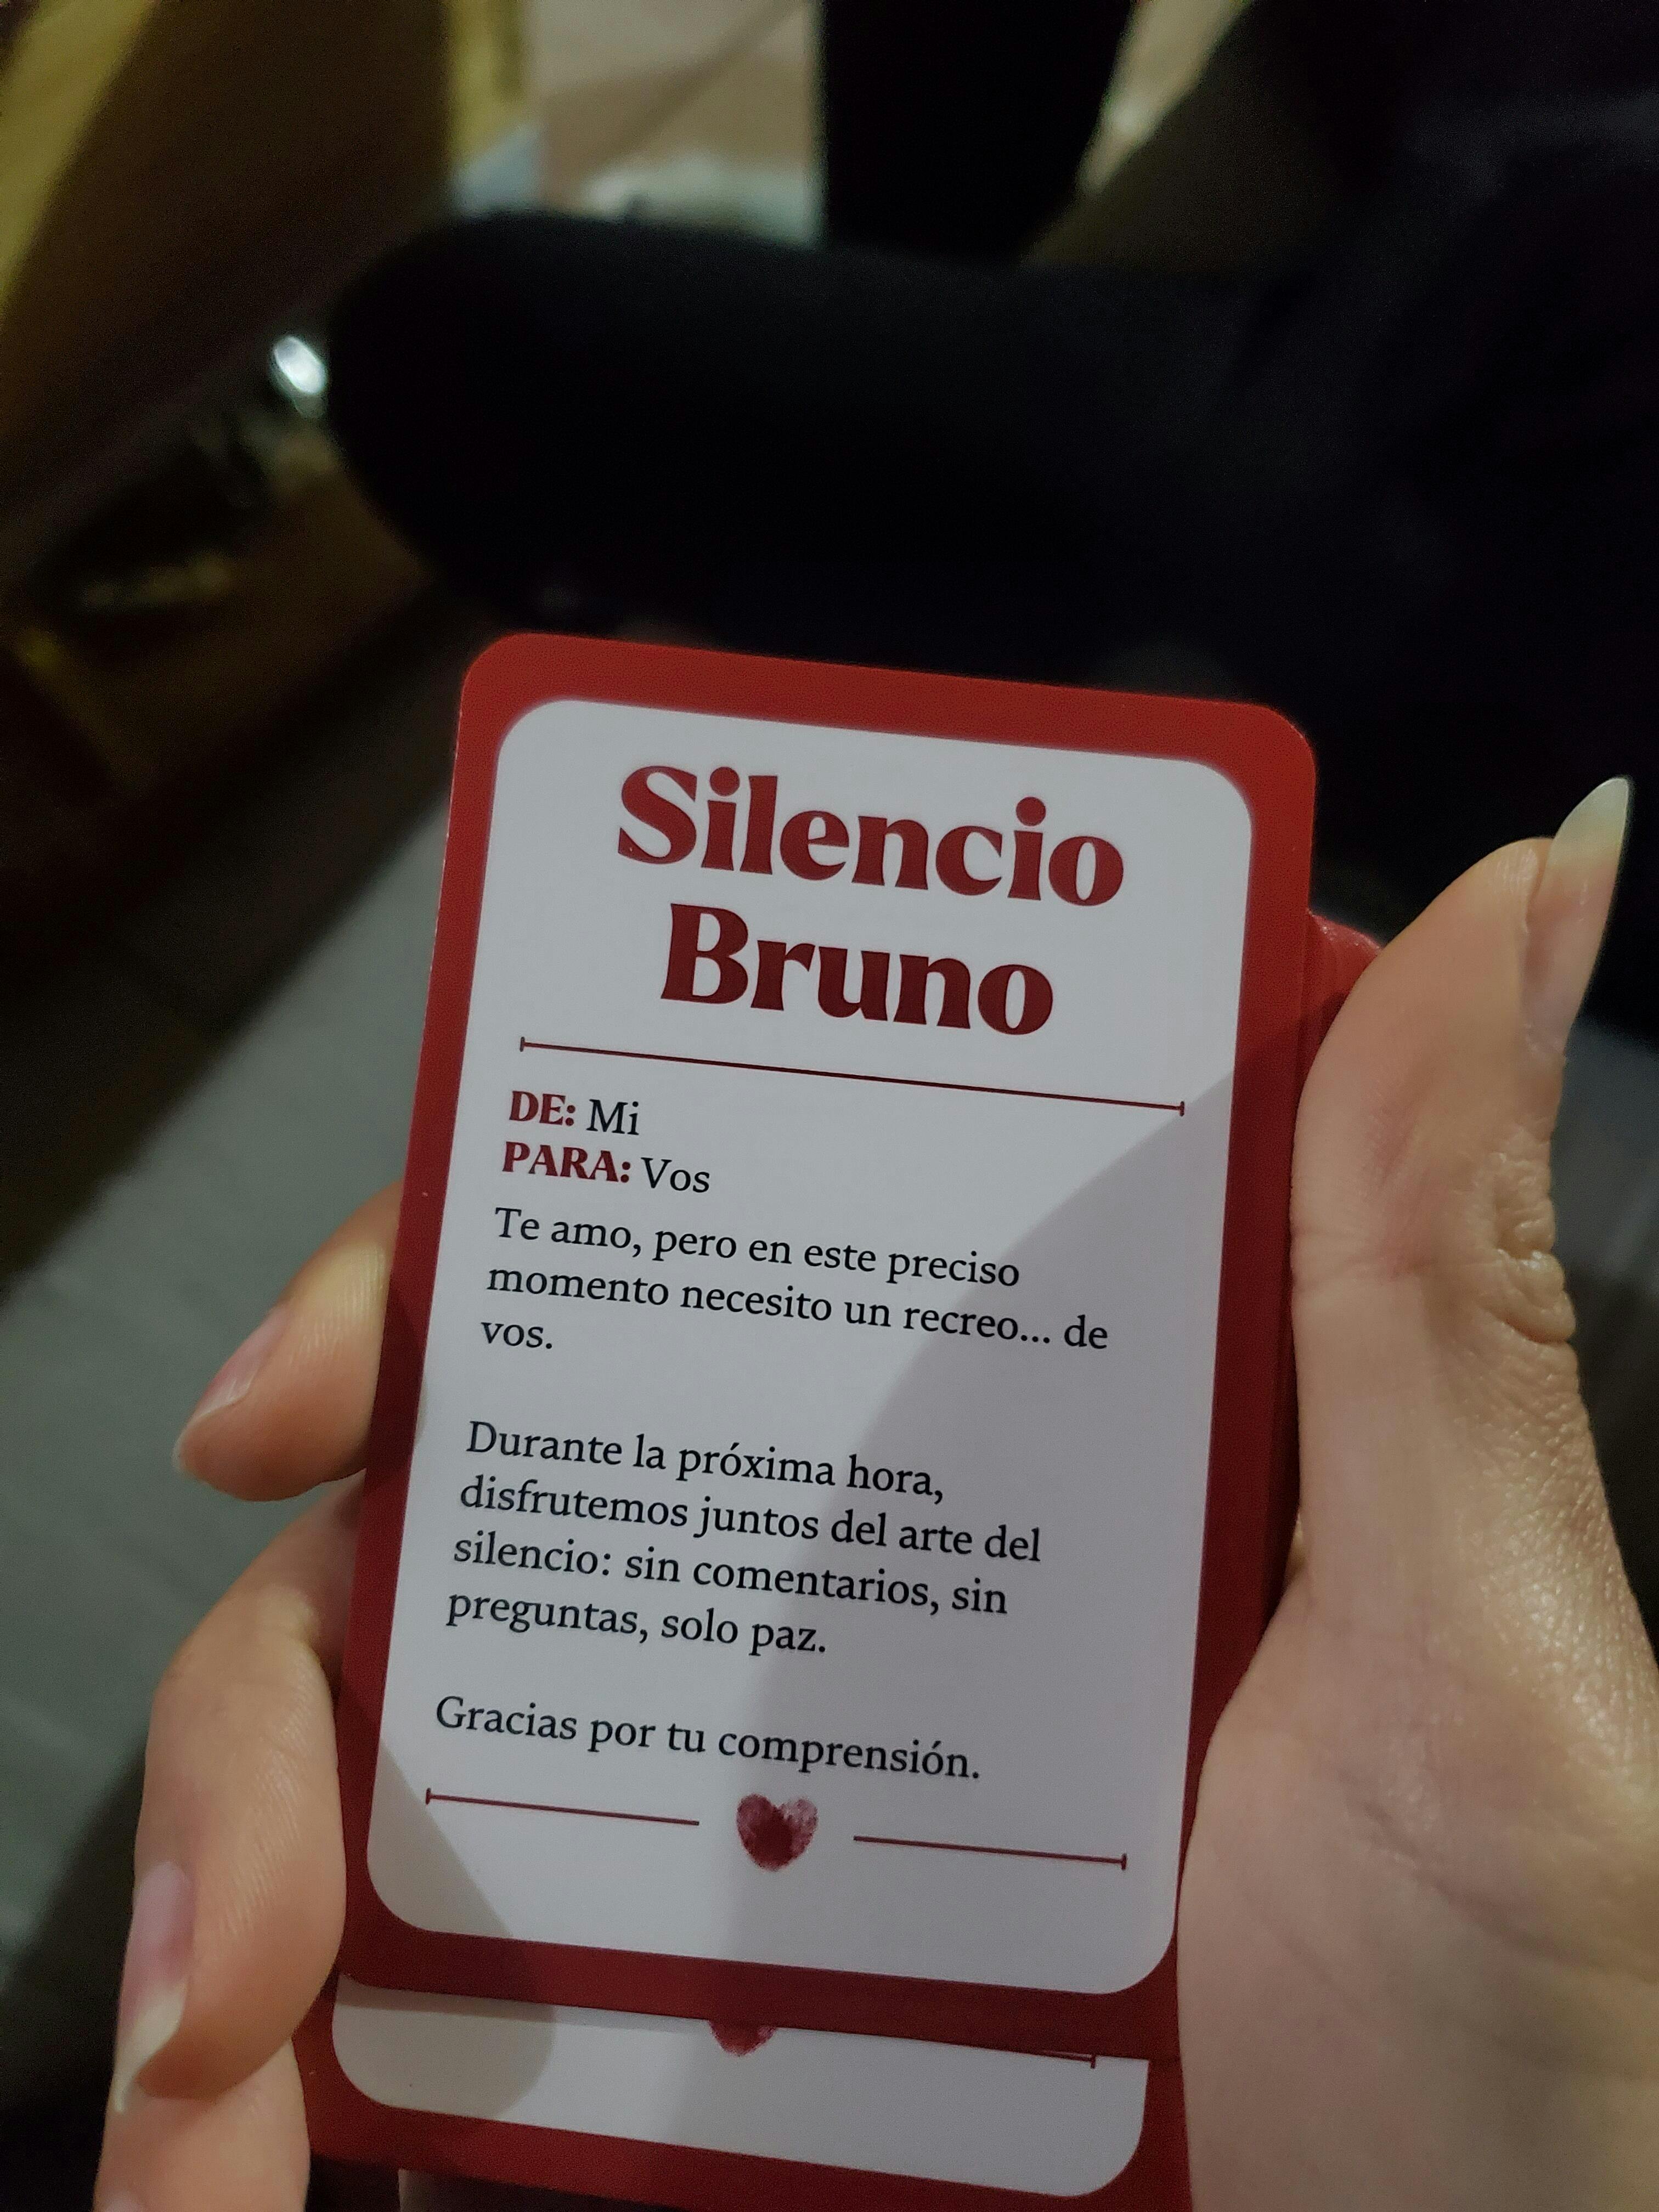 Silencio
Bruno
DE: Mi
PARA: Vos
Te amo, pero en este preciso
momento necesito un recreo... de
vos.
Durante la próxima hora,
disfrutemos juntos del arte del
silencio: sin comentarios, sin
preguntas, solo paz.
Gracias por tu comprensión.